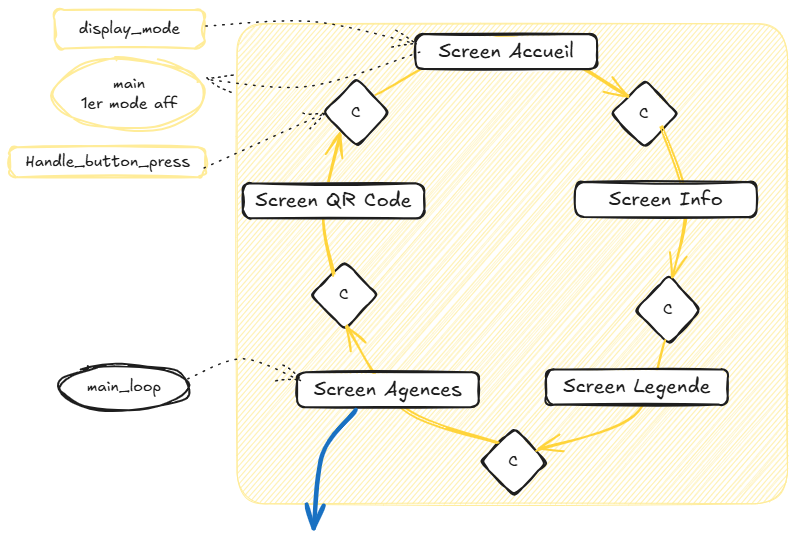 display_mode
Screen Accueil
main
1er mode aff
C
C
Handle_button_press
Screen QR Code
Screen Info
C
C
main_loop
Screen Agences
Screen Legende
C